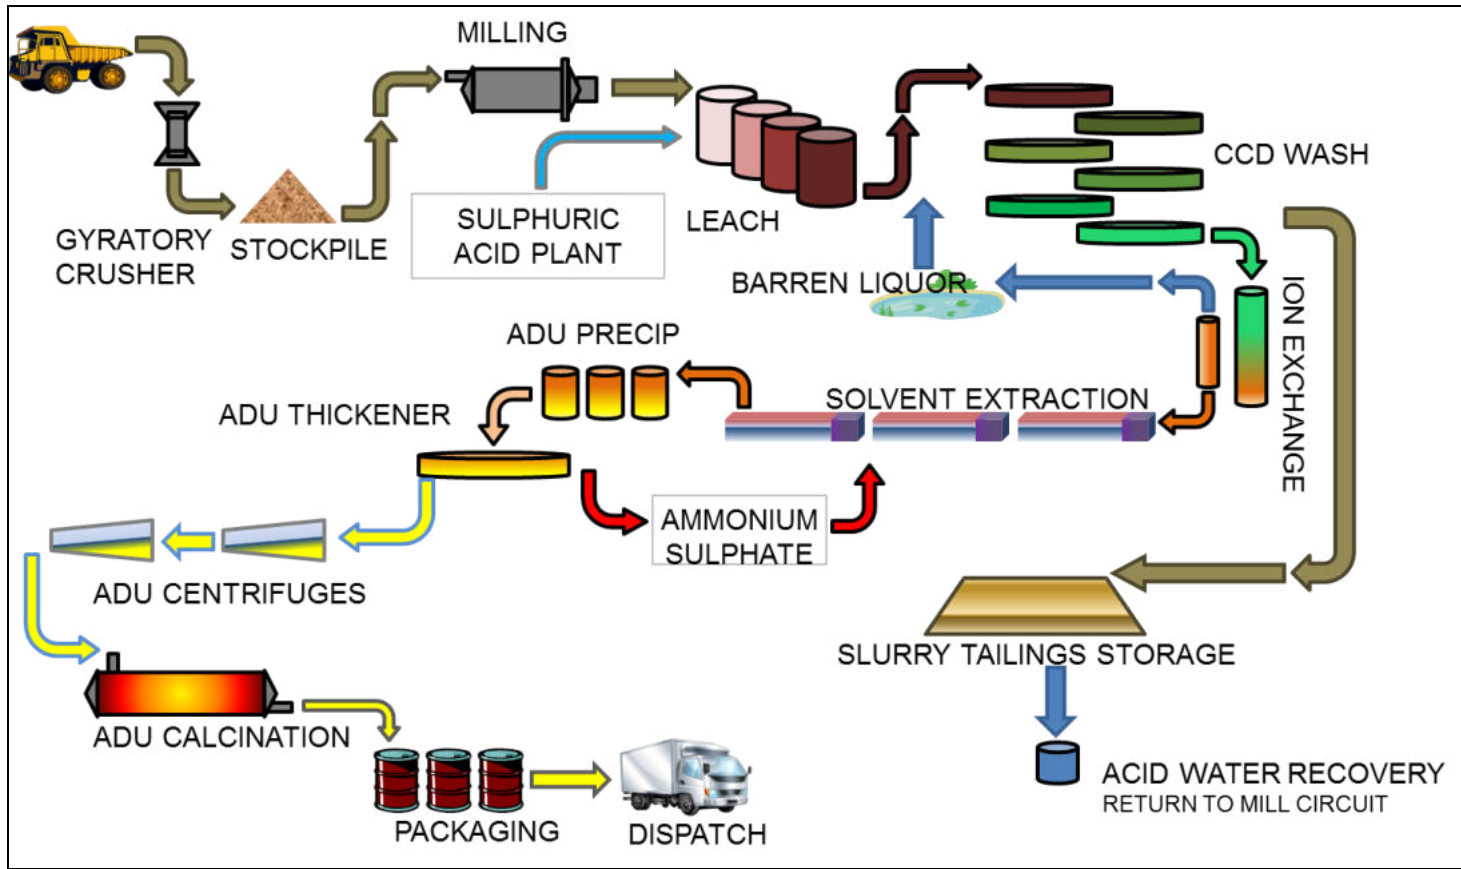 MILLING
GYRATORY
CRUSHER
STOCKPILE
SULPHURIC
ACID PLANT
LEACH
CCD WASH
BARREN LIQUOR
ION EXCHANGE
ADU PRECIP
SOLVENT EXTRACTION
ADU THICKENER
AMMONIUM
SULPHATE
ADU CENTRIFUGES
SLURRY TAILINGS STORAGE
ADU CALCINATION
ACID WATER RECOVERY
RETURN TO MILL CIRCUIT
PACKAGING
DISPATCH